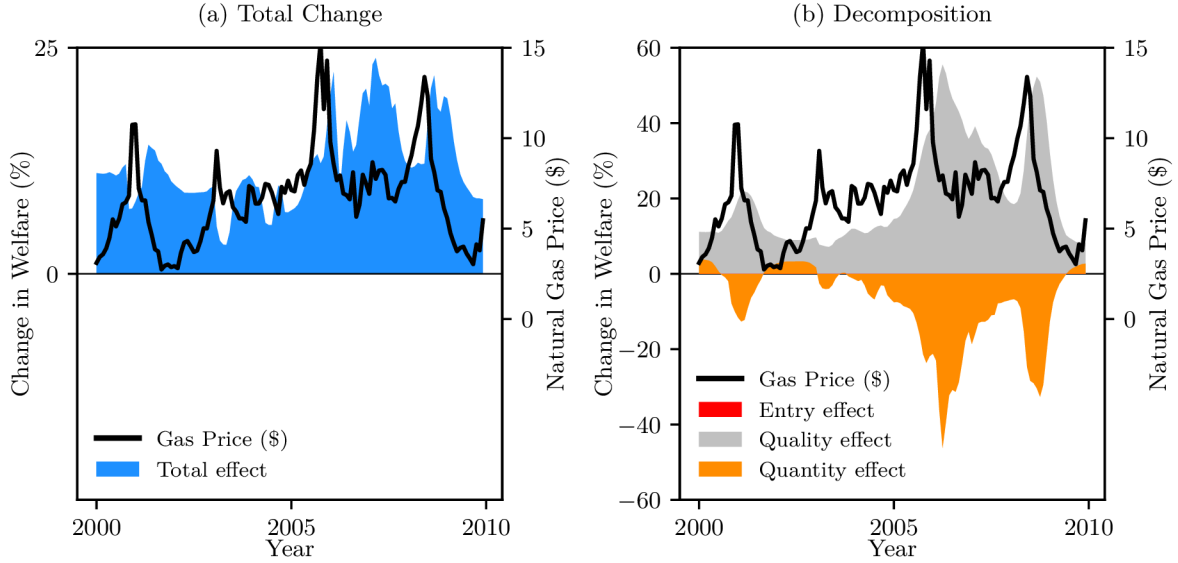 (a) Total Change
25
0
Change in Welfare (%)
15
10
5
0
Natural Gas Price ($)
Gas Price ($)
Total effect
2000
2005
2010
Year
(b) Decomposition
60
40
20
0
−20
−40
−60
Change in Welfare (%)
15
10
5
0
Natural Gas Price ($)
Gas Price ($)
Entry effect
Quality effect
Quantity effect
2000
2005
2010
Year